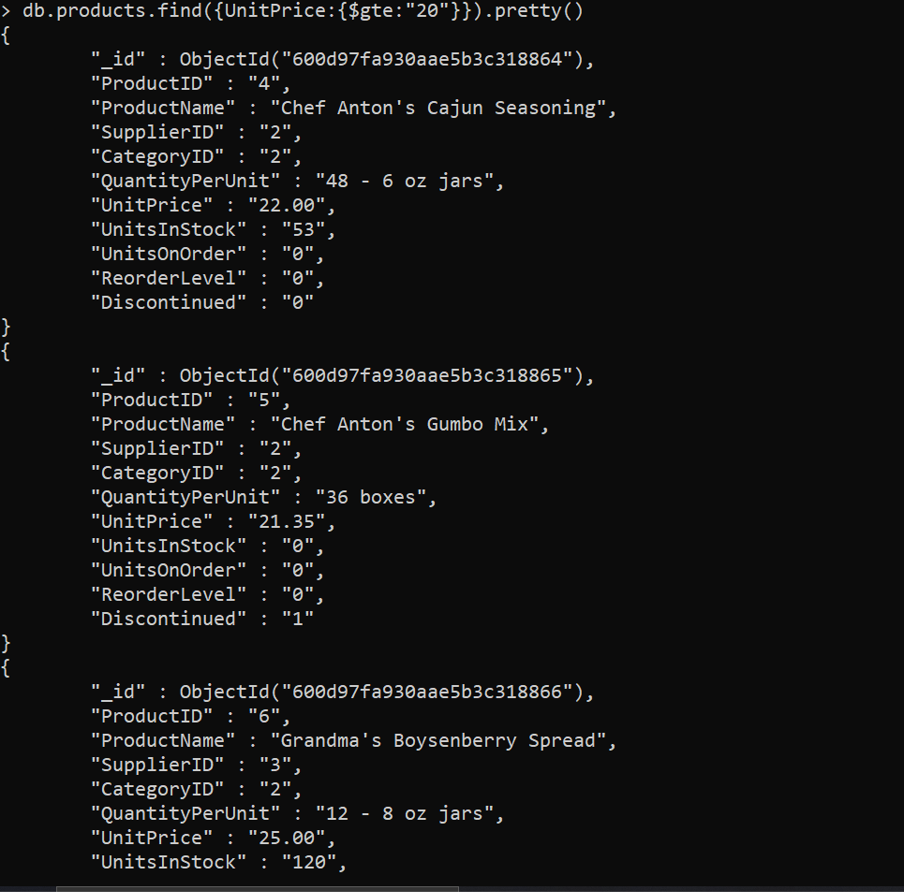 > db.products.find({UnitPrice:{$gte:"20"}}).pretty()
{
"_id" : ObjectId("600d97fa930aae5b3c318864"),
"ProductID" : "4",
"ProductName" : "Chef Anton's Cajun Seasoning",
"SupplierID" : "2",
"CategoryID" : "2",
"QuantityPerUnit" : "48 - 6 oz jars",
"UnitPrice" : "22.00",
"UnitsInStock" : "53",
"UnitsOnOrder" : "0",
"ReorderLevel" : "0",
"Discontinued" : "0"
}
{
"_id" : ObjectId("600d97fa930aae5b3c318865"),
"ProductID" : "5",
"ProductName" : "Chef Anton's Gumbo Mix",
"SupplierID" : "2",
"CategoryID" : "2",
"QuantityPerUnit" : "36 boxes",
"UnitPrice" : "21.35",
"UnitsInStock" : "0",
"UnitsOnOrder" : "0",
"ReorderLevel" : "0",
"Discontinued" : "1"
}
{
"_id" : ObjectId("600d97fa930aae5b3c318866"),
"ProductID" : "6",
"ProductName" : "Grandma's Boysenberry Spread",
"SupplierID" : "3",
"CategoryID" : "2",
"QuantityPerUnit" : "12 - 8 oz jars",
"UnitPrice" : "25.00",
"UnitsInStock" : "120",